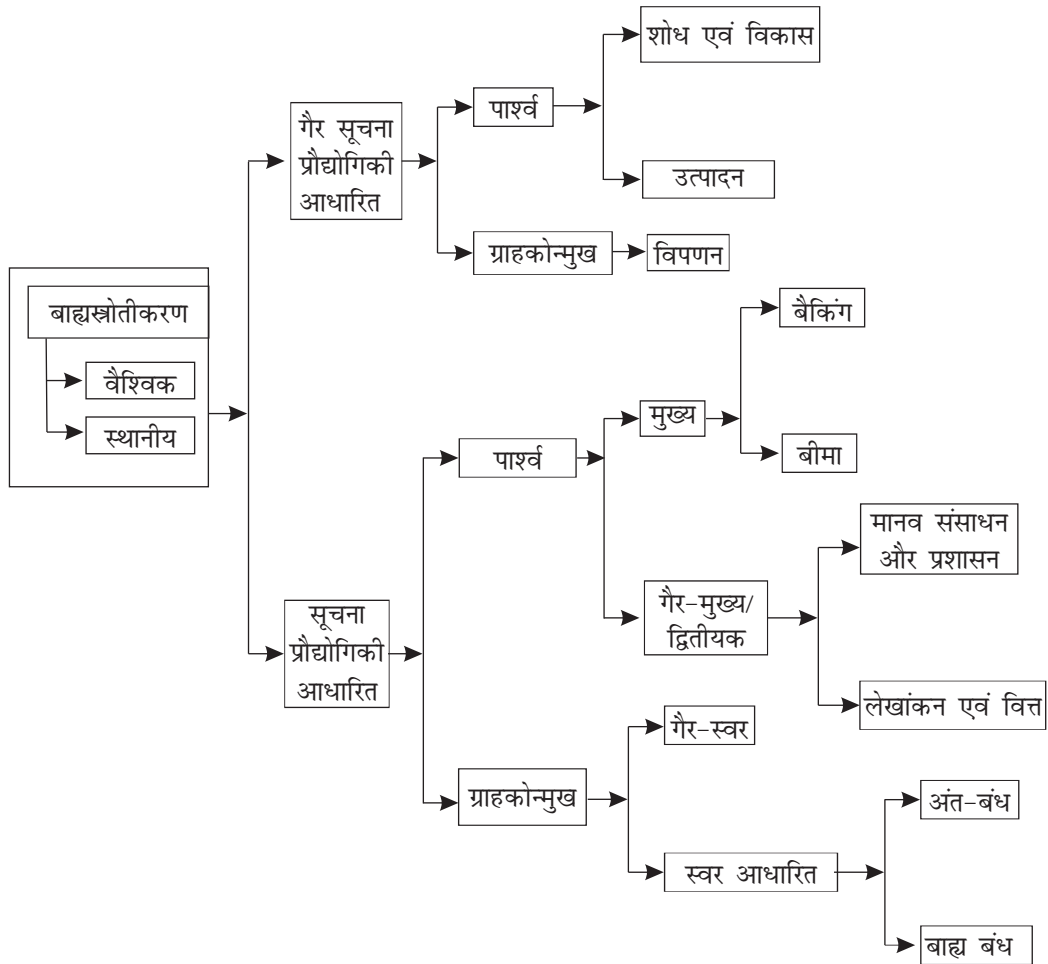 शोध एवं विकास
पार्श्व
गैर सूचना
प्रौद्योगिकी
आधारित
उत्पादन
ग्राहकोन्मुख
विपणन
बाह्यस्त्रोतीकरण
वैश्विक
स्थानीय
बैकिंग
मुख्य
पार्श्व
बीमा
मानव संसाधन
और प्रशासन
गैर-मुख्य/
द्वितीयक
सूचना
प्रौद्योगिकी
आधारित
लेखांकन एवं वित्त
गैर-स्वर
ग्राहकोन्मुख
अंत-बंध
स्वर आधारित
बाह्य बंध